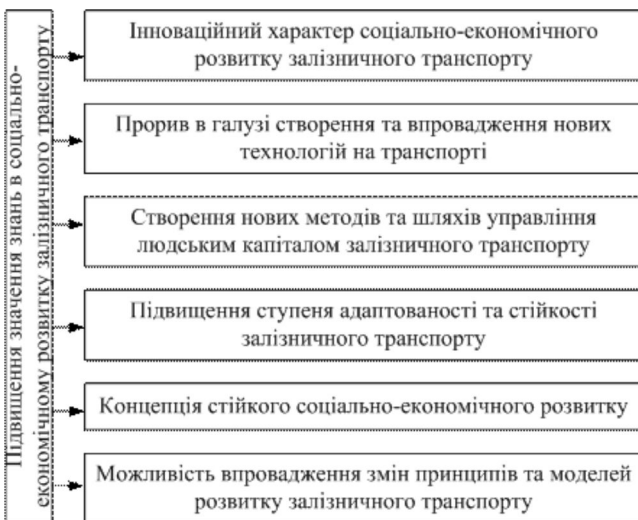 Підвищення значення знань в соціально-
економічному розвитку залізничного транспорту
Інноваційний характер соціально-економічного
розвитку залізничного транспорту
Прорив в галузі створення та впровадження нових
технологій на транспорті
Створення нових методів та шляхів управління
людським капіталом залізничного транспорту
Підвищення ступеня адаптованості та стійкості
залізничного транспорту
Концепція стійкого соціально-економічного розвитку
Можливість впровадження змін принципів та моделей
розвитку залізничного транспорту